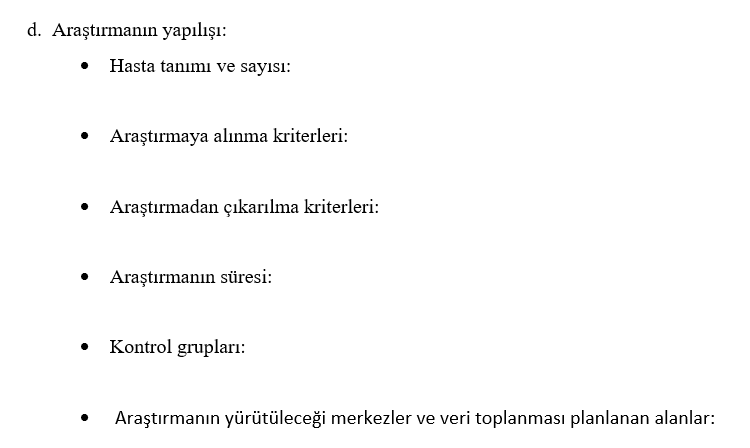 d. Araştırmanın yapılışı:
• Hasta tanımı ve sayısı:
• Araştırmaya alınma kriterleri:
• Araştırmadan çıkarılma kriterleri:
• Araştırmanın süresi:
• Kontrol grupları:
• Araştırmanın yürütüleceği merkezler ve veri toplanması planlanan alanlar: